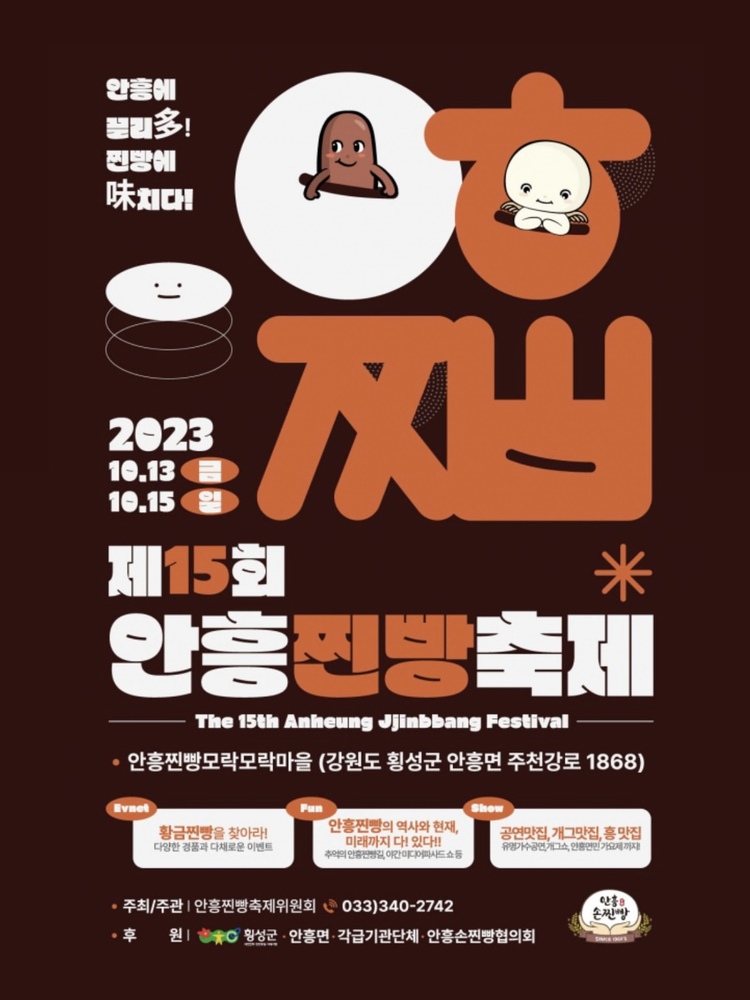 안흥에
끌리多!
찐빵에
味치다!
2023
10.13 금
10.15 일
제15회
안흥찐빵축제
The 15th Anheung Jjinbbang Festival
• 안흥찐빵모락모락마을 (강원도 횡성군 안흥면 주천강로 1868)
Evnet
황금찐빵을 찾아라!
다양한 경품과 다채로운 이벤트
Fun
안흥찐빵의 역사와 현재,
미래까지 다! 있다!!
추억의 안흥찐빵길, 야간 미디어파사드 쇼 등
Show
공연맛집, 개그맛집, 흥 맛집
유명가수공연,개그쇼, 안흥면민 가요제 까지!
• 주최/주관 | 안흥찐빵축제위원회 033)340-2742
• 후 원 | 횡성군 · 안흥면 · 각급기관단체 · 안흥손찐빵협의회
안흥
손찐빵